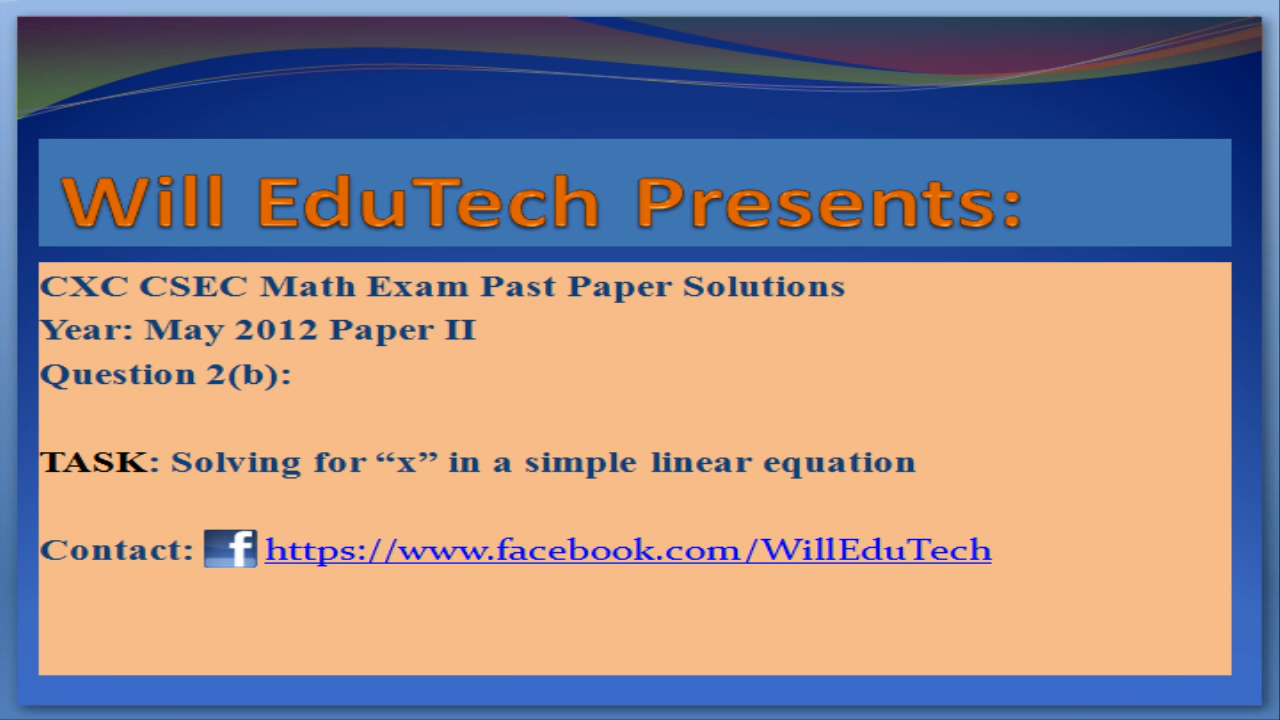 Will EduTech Presents:
CXC CSEC Math Exam Past Paper Solutions
Year: May 2012 Paper II
Question 2(b):
TASK: Solving for “x” in a simple linear equation
Contact: f https://www.facebook.com/WillEduTech